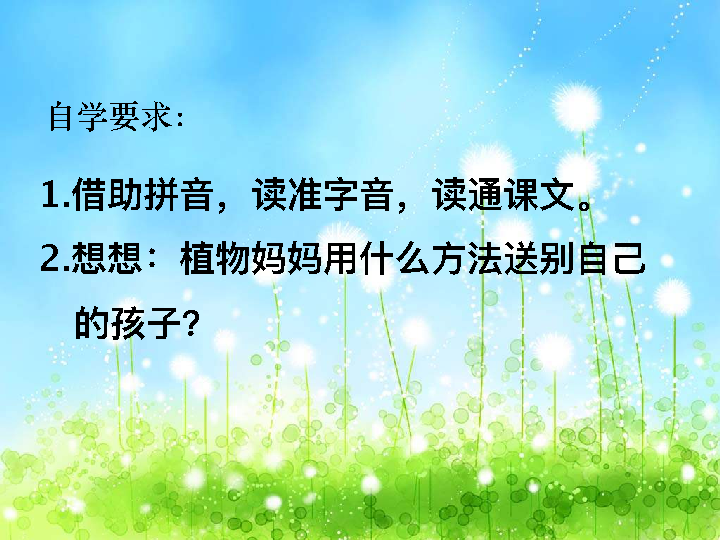 自学要求：
1.借助拼音，读准字音，读通课文。
2.想想：植物妈妈用什么方法送别自己
的孩子？